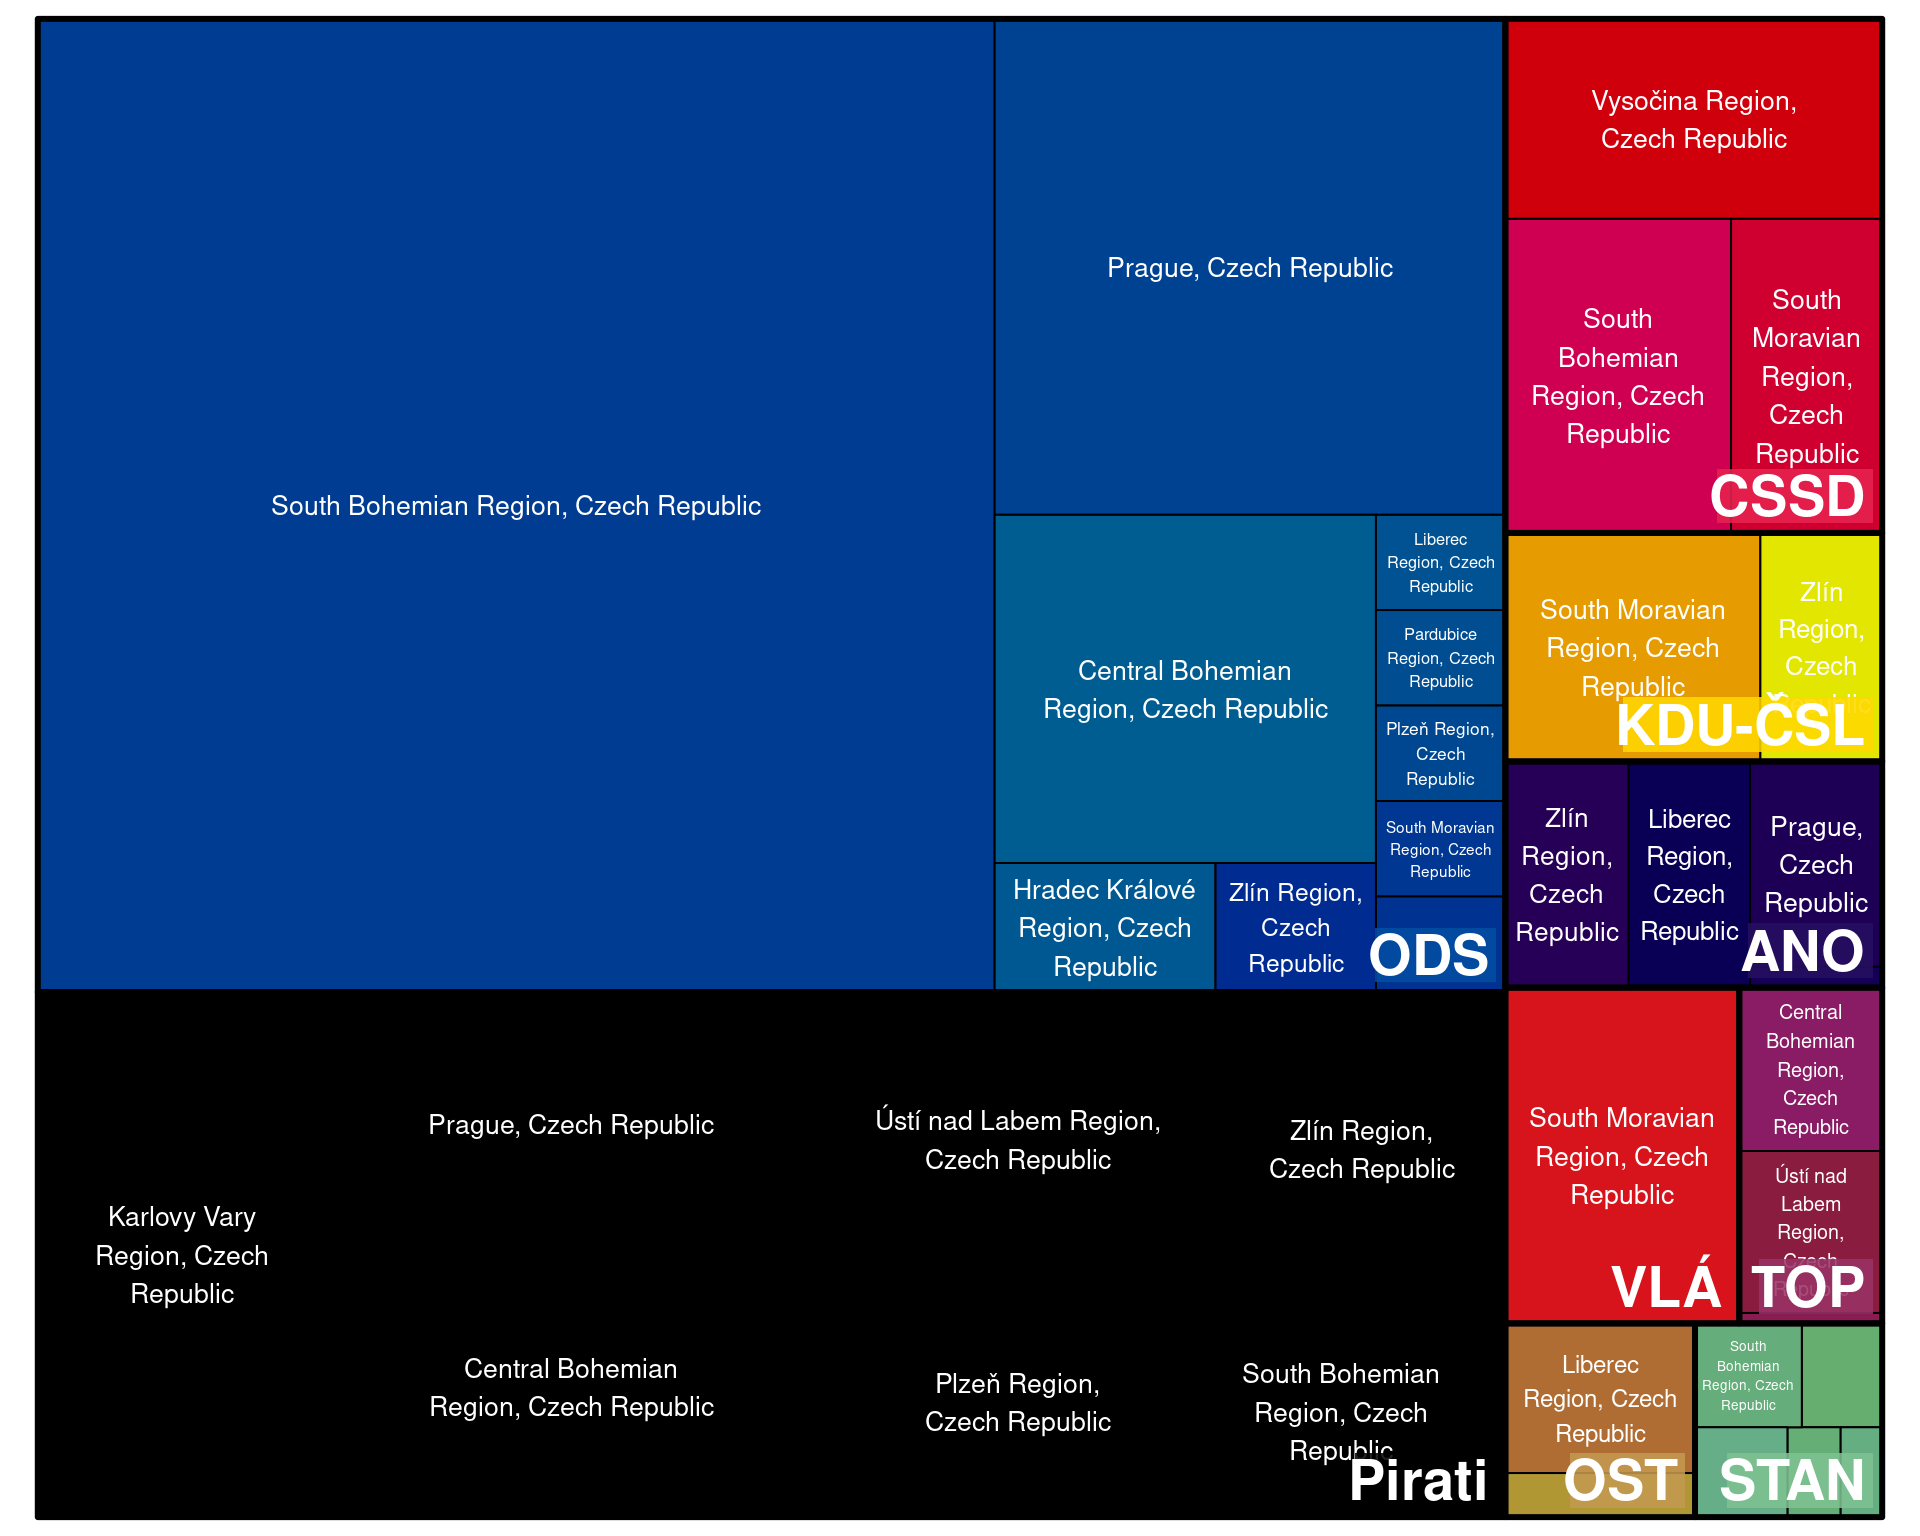 South Bohemian Region, Czech Republic
Prague, Czech Republic
Central Bohemian
Region, Czech Republic
Liberec
Region, Czech
Republic
Pardubice
Region, Czech
Republic
Plzeň Region,
Czech
Republic
South Moravian
Region, Czech
Republic
Hradec Králové
Region, Czech
Republic
Zlín Region,
Czech
Republic
ODS
Karlovy Vary
Region, Czech
Republic
Prague, Czech Republic
Central Bohemian
Region, Czech Republic
Ústí nad Labem Region,
Czech Republic
Plzeň Region,
Czech Republic
Zlín Region,
Czech Republic
South Bohemian
Region, Czech
Republic
Pirati
Vysočina Region,
Czech Republic
South
Bohemian
Region, Czech
Republic
South
Moravian
Region,
Czech
Republic
CSSD
South Moravian
Region, Czech
Republic
Zlín
Region,
Czech
Republic
KDU-ČSL
Zlín
Region,
Czech
Republic
Liberec
Region,
Czech
Republic
Prague,
Czech
Republic
ANO
South Moravian
Region, Czech
Republic
VLÁ
Central
Bohemian
Region,
Czech
Republic
Ústí nad
Labem
Region,
Czech
Republic
TOP
Liberec
Region, Czech
Republic
OST
South
Bohemian
Region, Czech
Republic
STAN